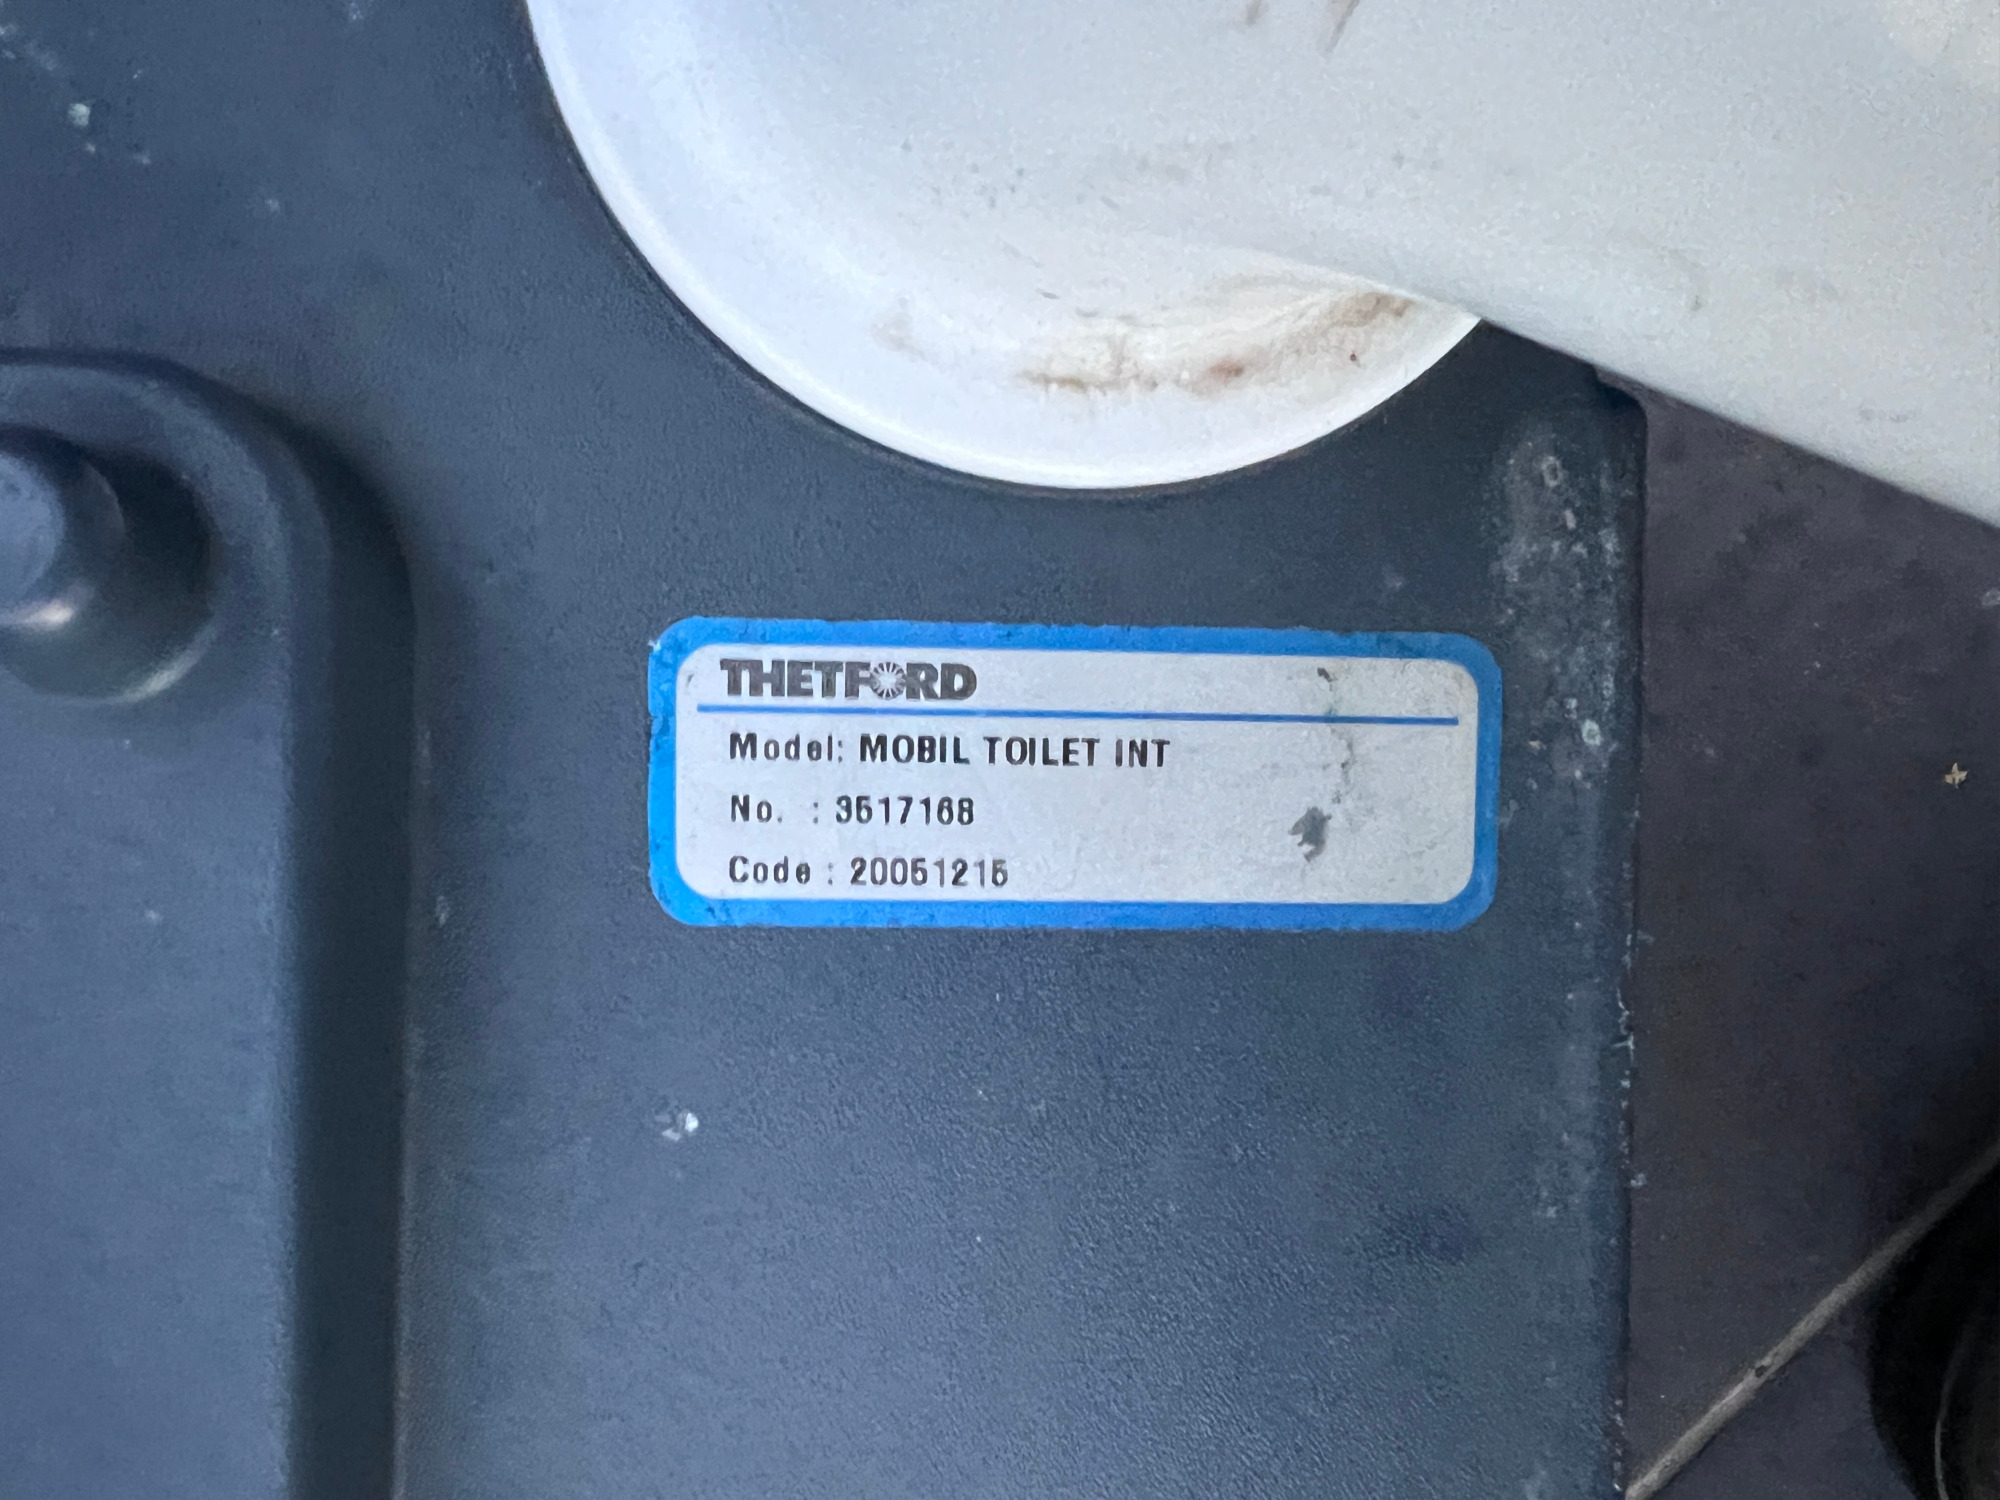 THETFORD
Model: MOBIL TOILET INT
No. : 3517168
Code : 20051215